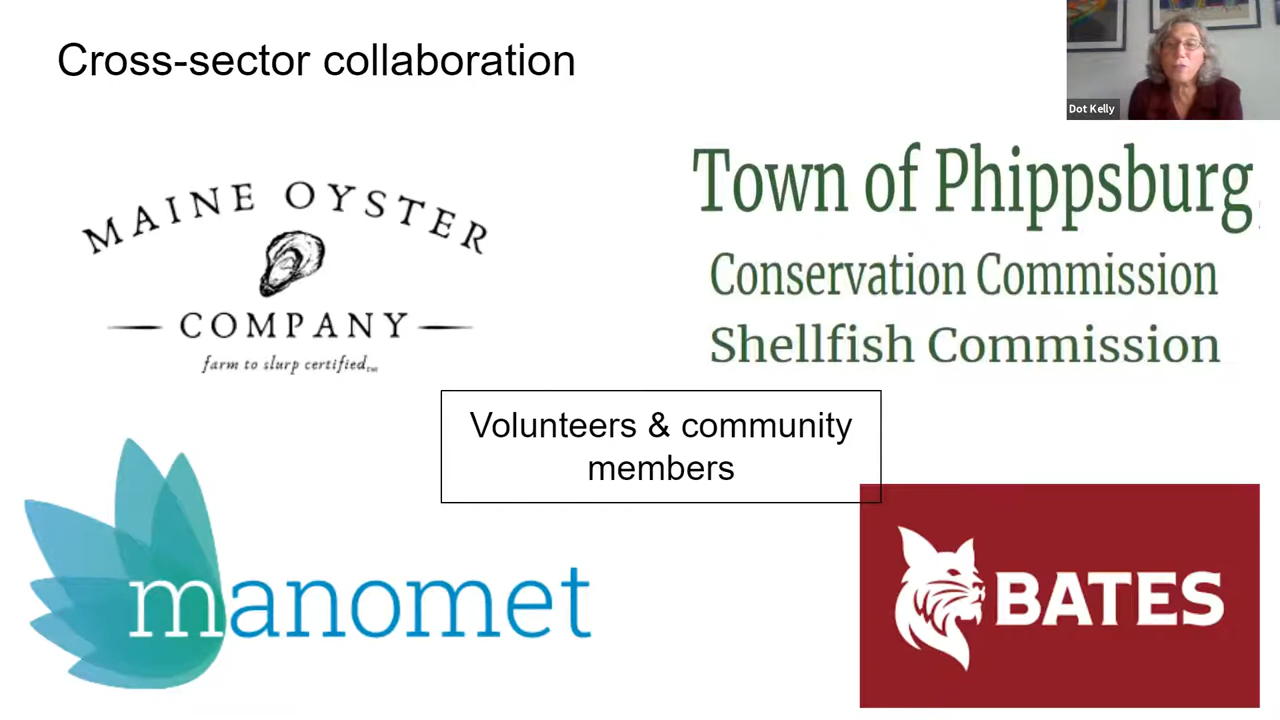 Cross-sector collaboration
Dot Kelly
MAINE OYSTER
COMPANY
farm to slurp certified™
Town of Phippsburg
Conservation Commission
Shellfish Commission
Volunteers & community
members
manomet
BATES